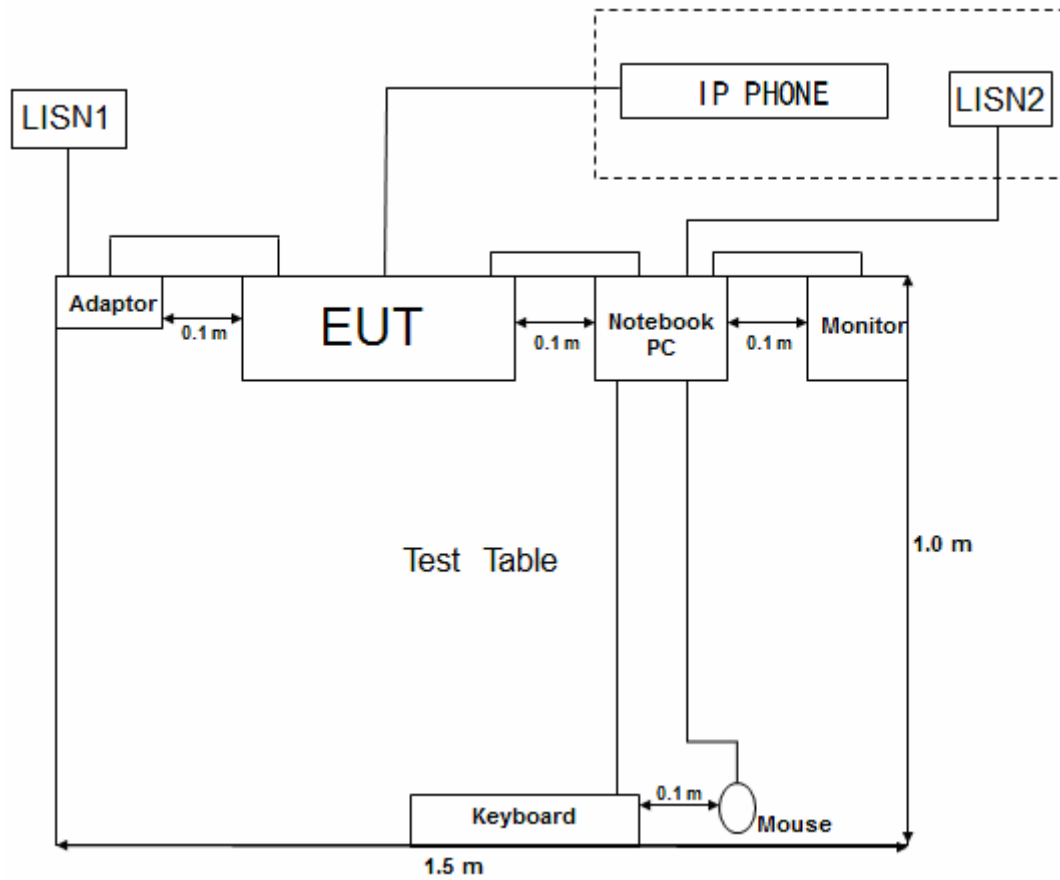 IP PHONE
LISN1
LISN2
Adaptor
EUT
Notebook
PC
Monitor
0.1 m
0.1 m
0.1 m
Test Table
1.0 m
Keyboard
0.1 m
Mouse
1.5 m